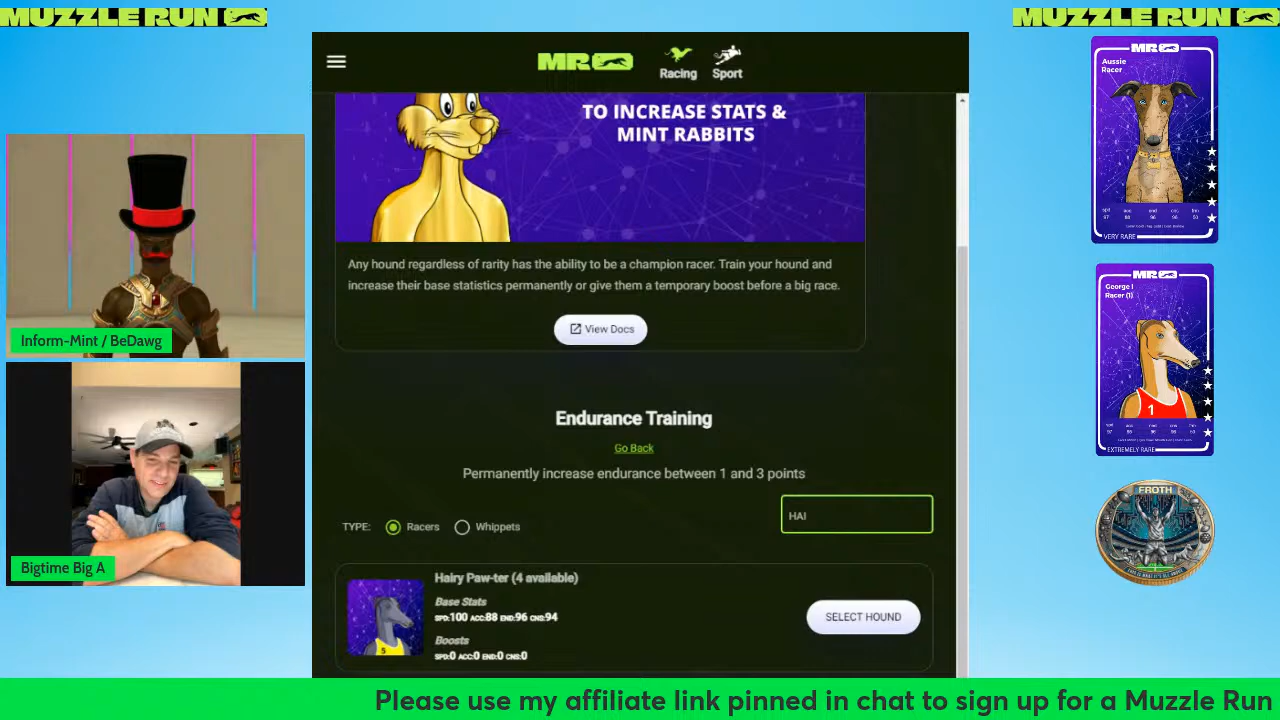 MUZZLE RUN
MUZZLE RUN
MR
Racing
Sport
TO INCREASE STATS &
MINT RABBITS
Any hound regardless of rarity has the ability to be a champion racer. Train your hound and
increase their base statistics permanently or give them a temporary boost before a big race.
View Docs
Endurance Training
Go Back
Permanently increase endurance between 1 and 3 points
HAI
TYPE:
Racers
Whippets
Hairy Paw-ter (4 available)
Base Stats
SPD:100 ACC:88 END:96 CNS:94
Boosts
SPD:0 ACC:0 END:0 CNS:0
SELECT HOUND
5
Inform-Mint / BeDawg
Bigtime Big A
MR
Aussie
Racer
VERY RARE
MR
George I
Racer (1)
1
EXTREMELY RARE
FROTH
Please use my affiliate link pinned in chat to sign up for a Muzzle Run